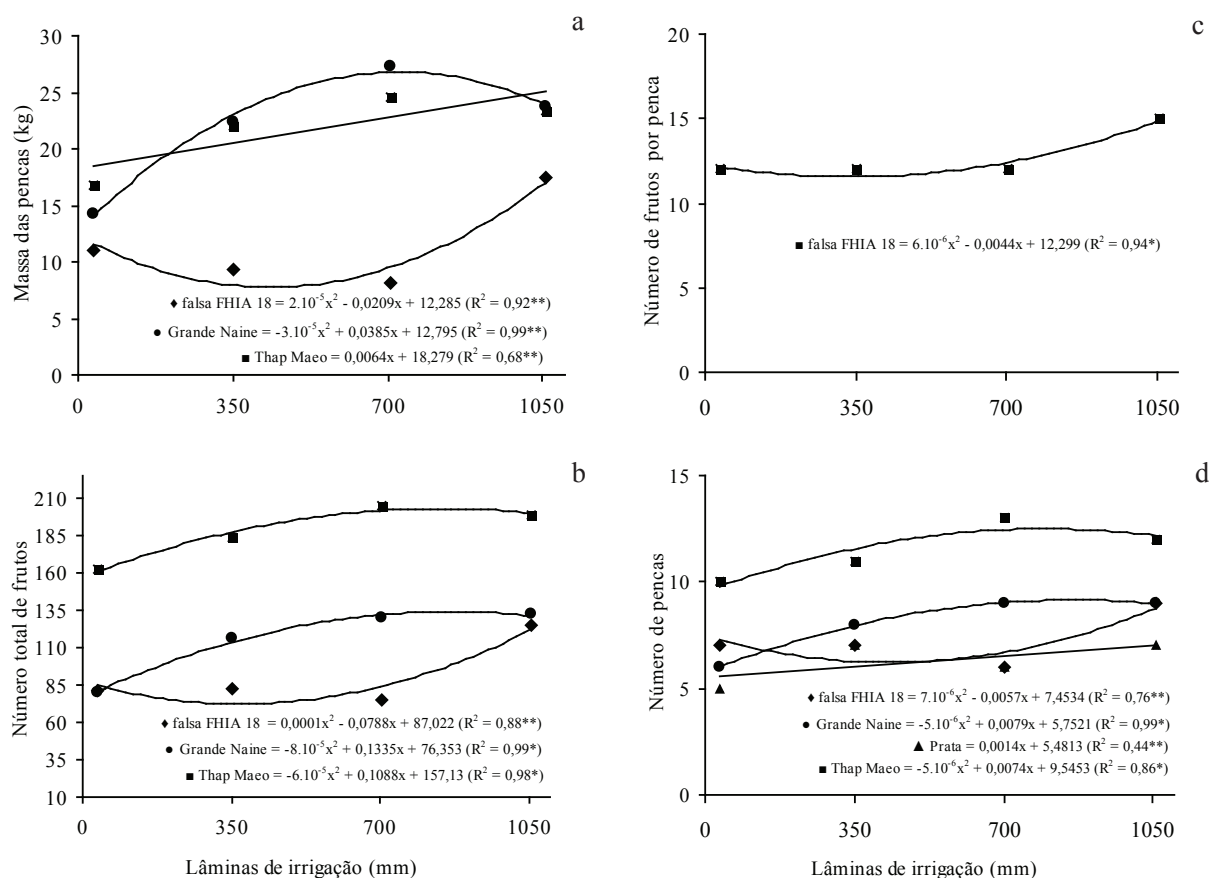 a
Massa das pencas (kg)
30
25
20
15
10
5
0
0 350 700 1050
♦ falsa FHIA 18 = 2.10⁻⁵x² - 0,0209x + 12,285 (R² = 0,92**)
● Grande Naine = -3.10⁻⁵x² + 0,0385x + 12,795 (R² = 0,99**)
■ Thap Maeo = 0,0064x + 18,279 (R² = 0,68**)
c
Número de frutos por penca
20
15
10
5
0
0 350 700 1050
■ falsa FHIA 18 = 6.10⁻⁶x² - 0,0044x + 12,299 (R² = 0,94*)
b
Número total de frutos
210
185
160
135
110
85
60
35
10
0 350 700 1050
Lâminas de irrigação (mm)
♦ falsa FHIA 18 = 0,0001x² - 0,0788x + 87,022 (R² = 0,88**)
● Grande Naine = -8.10⁻⁵x² + 0,1335x + 76,353 (R² = 0,99*)
■ Thap Maeo = -6.10⁻⁵x² + 0,1088x + 157,13 (R² = 0,98*)
d
Número de pencas
15
10
5
0
0 350 700 1050
Lâminas de irrigação (mm)
♦ falsa FHIA 18 = 7.10⁻⁶x² - 0,0057x + 7,4534 (R² = 0,76**)
● Grande Naine = -5.10⁻⁶x² + 0,0079x + 5,7521 (R² = 0,99*)
▲ Prata = 0,0014x + 5,4813 (R² = 0,44**)
■ Thap Maeo = -5.10⁻⁶x² + 0,0074x + 9,5453 (R² = 0,86*)